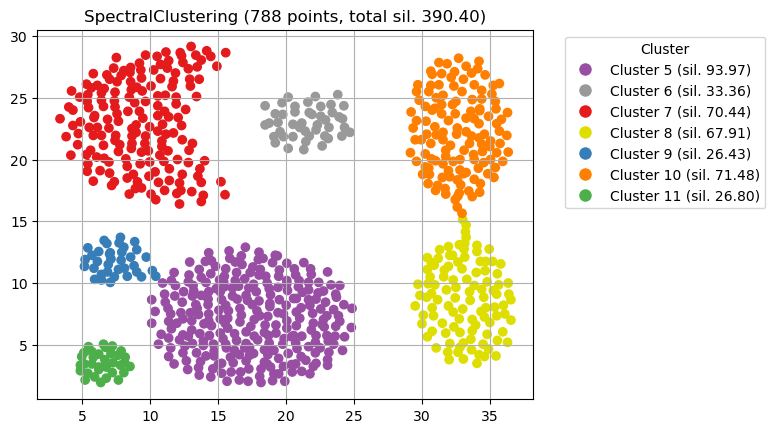 SpectralClustering (788 points, total sil. 390.40)
Cluster
Cluster 5 (sil. 93.97)
Cluster 6 (sil. 33.36)
Cluster 7 (sil. 70.44)
Cluster 8 (sil. 67.91)
Cluster 9 (sil. 26.43)
Cluster 10 (sil. 71.48)
Cluster 11 (sil. 26.80)
30
25
20
15
10
5
5 10 15 20 25 30 35